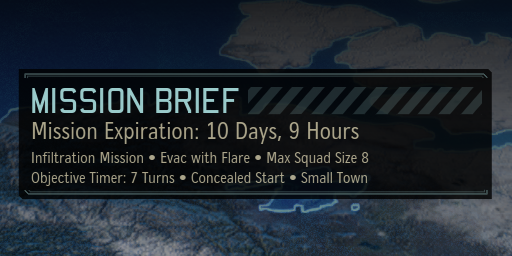 MISSION BRIEF
Mission Expiration: 10 Days, 9 Hours
Infiltration Mission • Evac with Flare • Max Squad Size 8
Objective Timer: 7 Turns • Concealed Start • Small Town